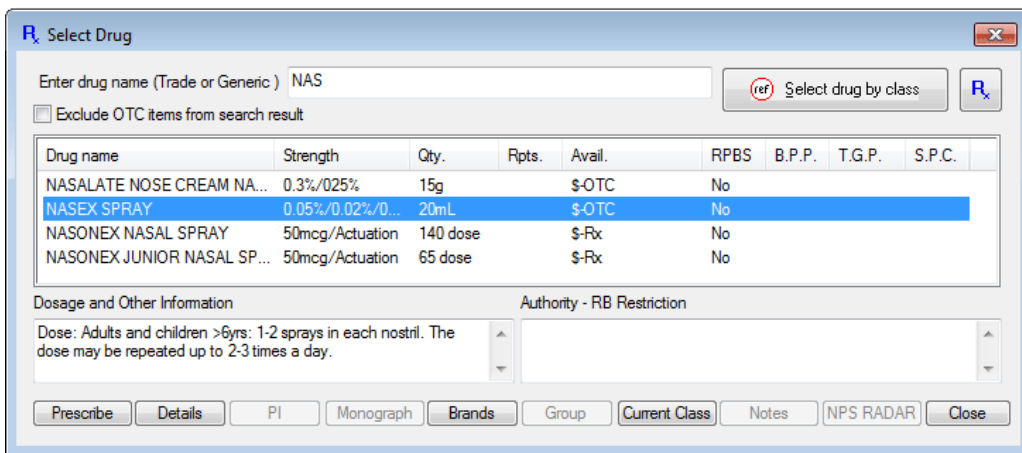 Rx Select Drug
Enter drug name (Trade or Generic ) NAS
ref Select drug by class Rx
Exclude OTC items from search result
Drug name Strength Qty. Rpts. Avail. RPBS B.P.P. T.G.P. S.P.C.
NASALATE NOSE CREAM NA... 0.3%/025% 15g $-OTC No
NASEX SPRAY 0.05%/0.02%/0... 20mL $-OTC No
NASONEX NASAL SPRAY 50mcg/Actuation 140 dose $-Rx No
NASONEX JUNIOR NASAL SP... 50mcg/Actuation 65 dose $-Rx No
Dosage and Other Information Authority - RB Restriction
Dose: Adults and children >6yrs: 1-2 sprays in each nostril. The
dose may be repeated up to 2-3 times a day.
Prescribe Details PI Monograph Brands Group Current Class Notes NPS RADAR Close